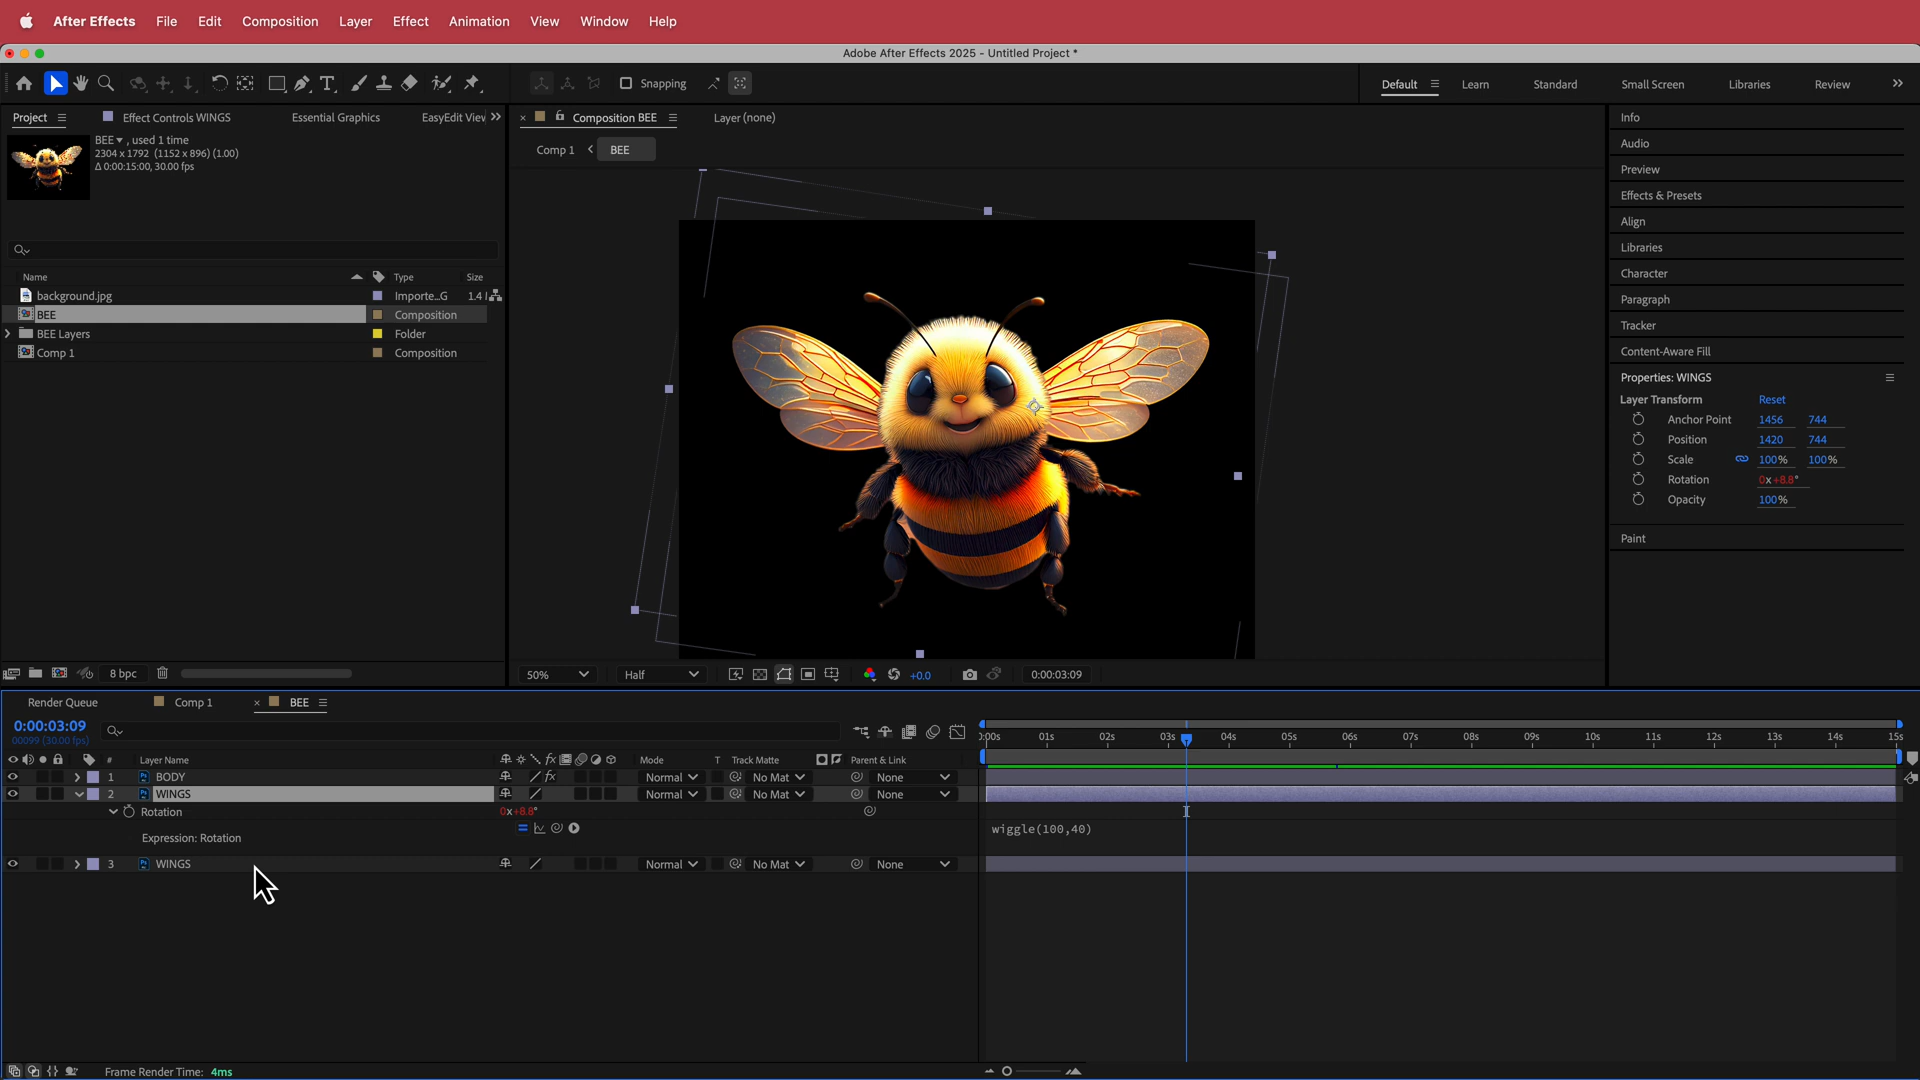 After Effects File Edit Composition Layer Effect Animation View Window Help
Adobe After Effects 2025 - Untitled Project *
Snapping
Default Learn Standard Small Screen Libraries Review
Project Effect Controls WINGS Essential Graphics EasyEdit View
BEE , used 1 time
2304 x 1792 (1152 x 896) (1.00)
Δ 0:00:15:00, 30.00 fps
Name Type Size
background.jpg Importe...G 1.4
BEE Composition
BEE Layers Folder
Comp 1 Composition
8 bpc
Composition BEE Layer (none)
Comp 1 BEE
50% Half +0.0 0:00:03:09
Info
Audio
Preview
Effects & Presets
Align
Libraries
Character
Paragraph
Tracker
Content-Aware Fill
Properties: WINGS
Layer Transform Reset
Anchor Point 1456 744
Position 1420 744
Scale 100% 100%
Rotation 0x+8.8°
Opacity 100%
Paint
Render Queue Comp 1 BEE
0:00:03:09
00099 (30.00 fps)
0:00s 01s 02s 03s 04s 05s 06s 07s 08s 09s 10s 11s 12s 13s 14s 15s
# Layer Name Mode T Track Matte Parent & Link
1 BODY Normal No Mat None
2 WINGS Normal No Mat None
Rotation 0x+8.8°
Expression: Rotation
wiggle(100,40)
3 WINGS Normal No Mat None
Frame Render Time: 4ms